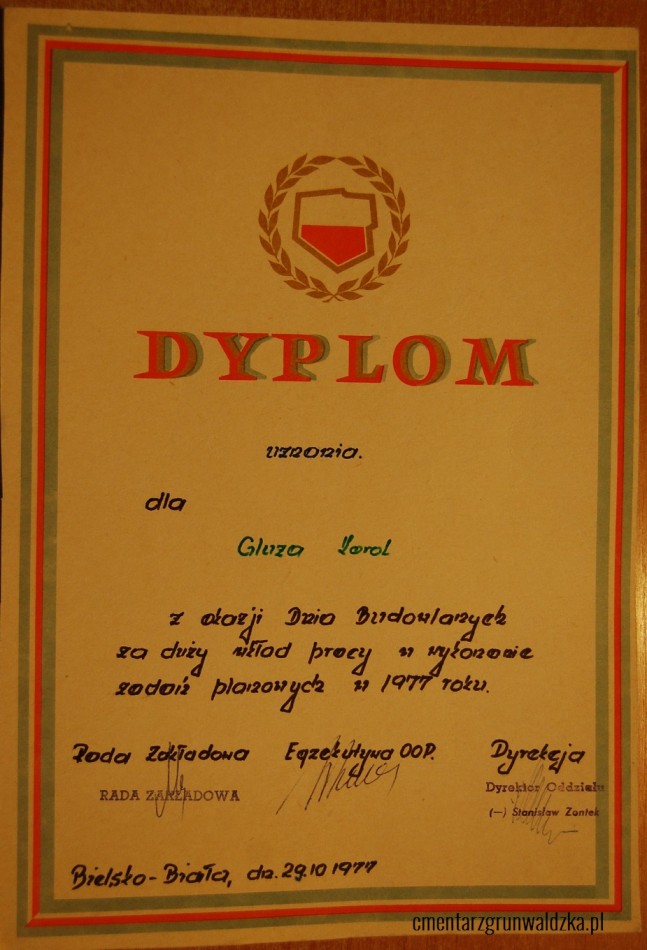 DYPLOM
uznania.
dla
Gluza Karol
z okazji Dnia Budowlanych
za duży wkład pracy w wykonanie
zadań planowych w 1977 roku.
Rada Zakładowa Egzekutywa OOP. Dyrekcja
RADA ZAKŁADOWA Dyrektor Oddziału
(—) Stanisław Zontek
Bielsko-Biała, dn. 29.10 1977
cmentarzgrunwaldzka.pl